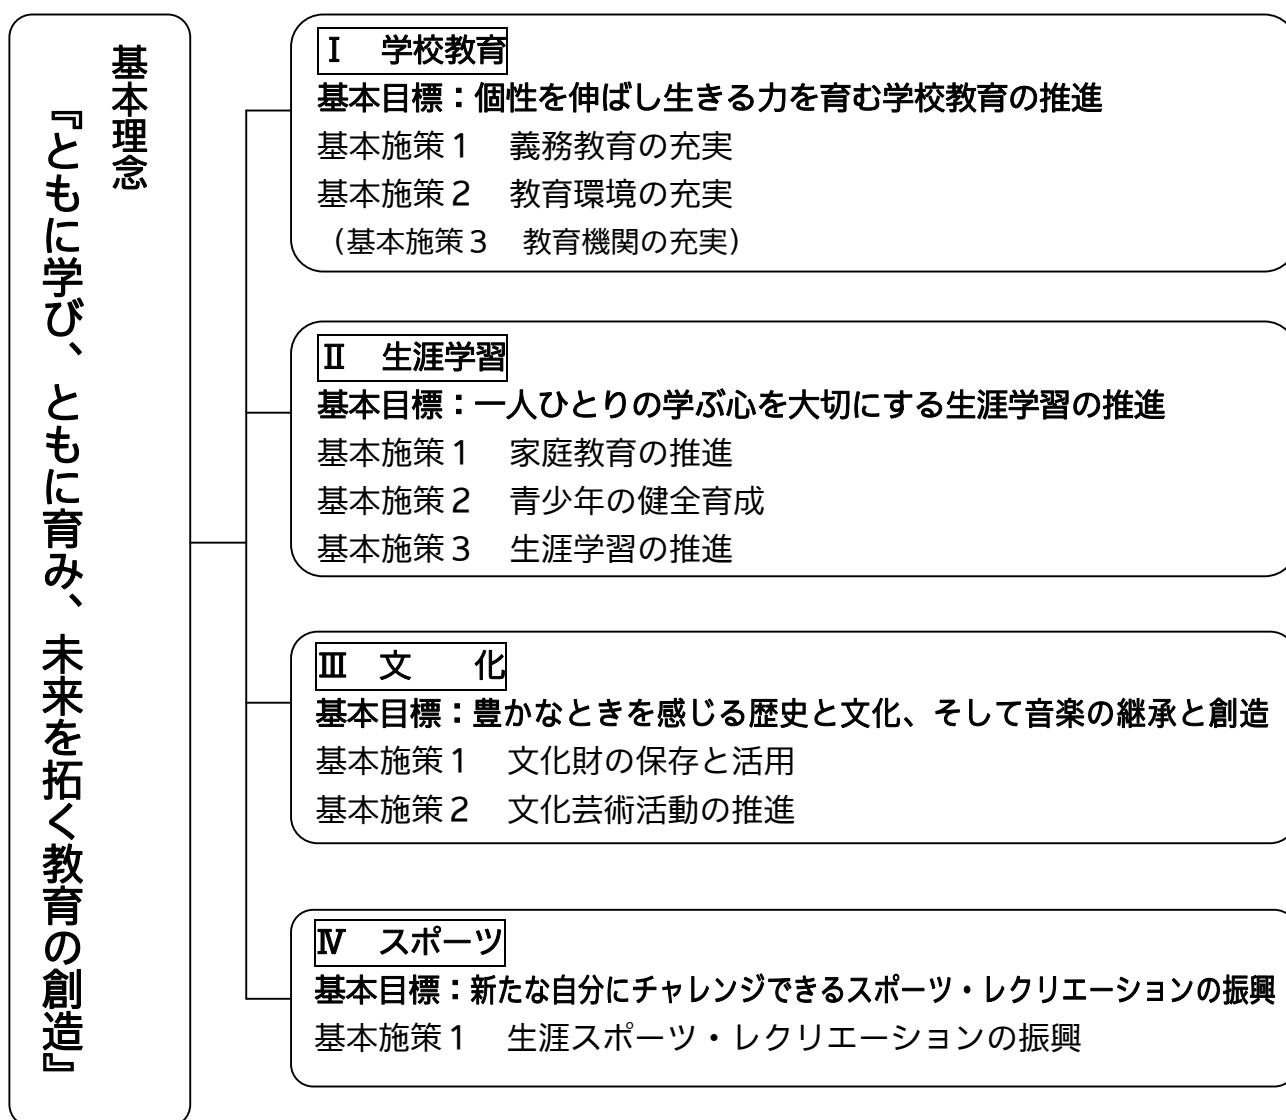 基本理念
『ともに学び、ともに育み、未来を拓く教育の創造』
Ⅰ　学校教育
基本目標：個性を伸ばし生きる力を育む学校教育の推進
基本施策１　義務教育の充実
基本施策２　教育環境の充実
（基本施策３　教育機関の充実）
Ⅱ　生涯学習
基本目標：一人ひとりの学ぶ心を大切にする生涯学習の推進
基本施策１　家庭教育の推進
基本施策２　青少年の健全育成
基本施策３　生涯学習の推進
Ⅲ　文　　化
基本目標：豊かなときを感じる歴史と文化、そして音楽の継承と創造
基本施策１　文化財の保存と活用
基本施策２　文化芸術活動の推進
Ⅳ　スポーツ
基本目標：新たな自分にチャレンジできるスポーツ・レクリエーションの振興
基本施策１　生涯スポーツ・レクリエーションの振興